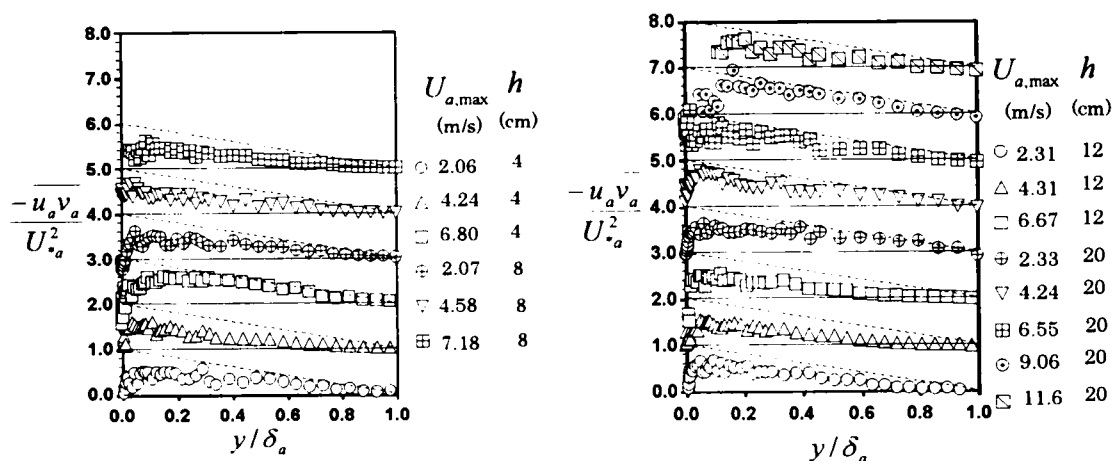 8.0
7.0
6.0
5.0
4.0
3.0
2.0
1.0
0.0
0.0 0.2 0.4 0.6 0.8 1.0
-u_a v_a
U_{*a}^2
y / δ_a
U_{a,max} h
(m/s) (cm)
2.06 4
4.24 4
6.80 4
2.07 8
4.58 8
7.18 8
8.0
7.0
6.0
5.0
4.0
3.0
2.0
1.0
0.0
0.0 0.2 0.4 0.6 0.8 1.0
-u_a v_a
U_{*a}^2
y / δ_a
U_{a,max} h
(m/s) (cm)
2.31 12
4.31 12
6.67 12
2.33 20
4.24 20
6.55 20
9.06 20
11.6 20